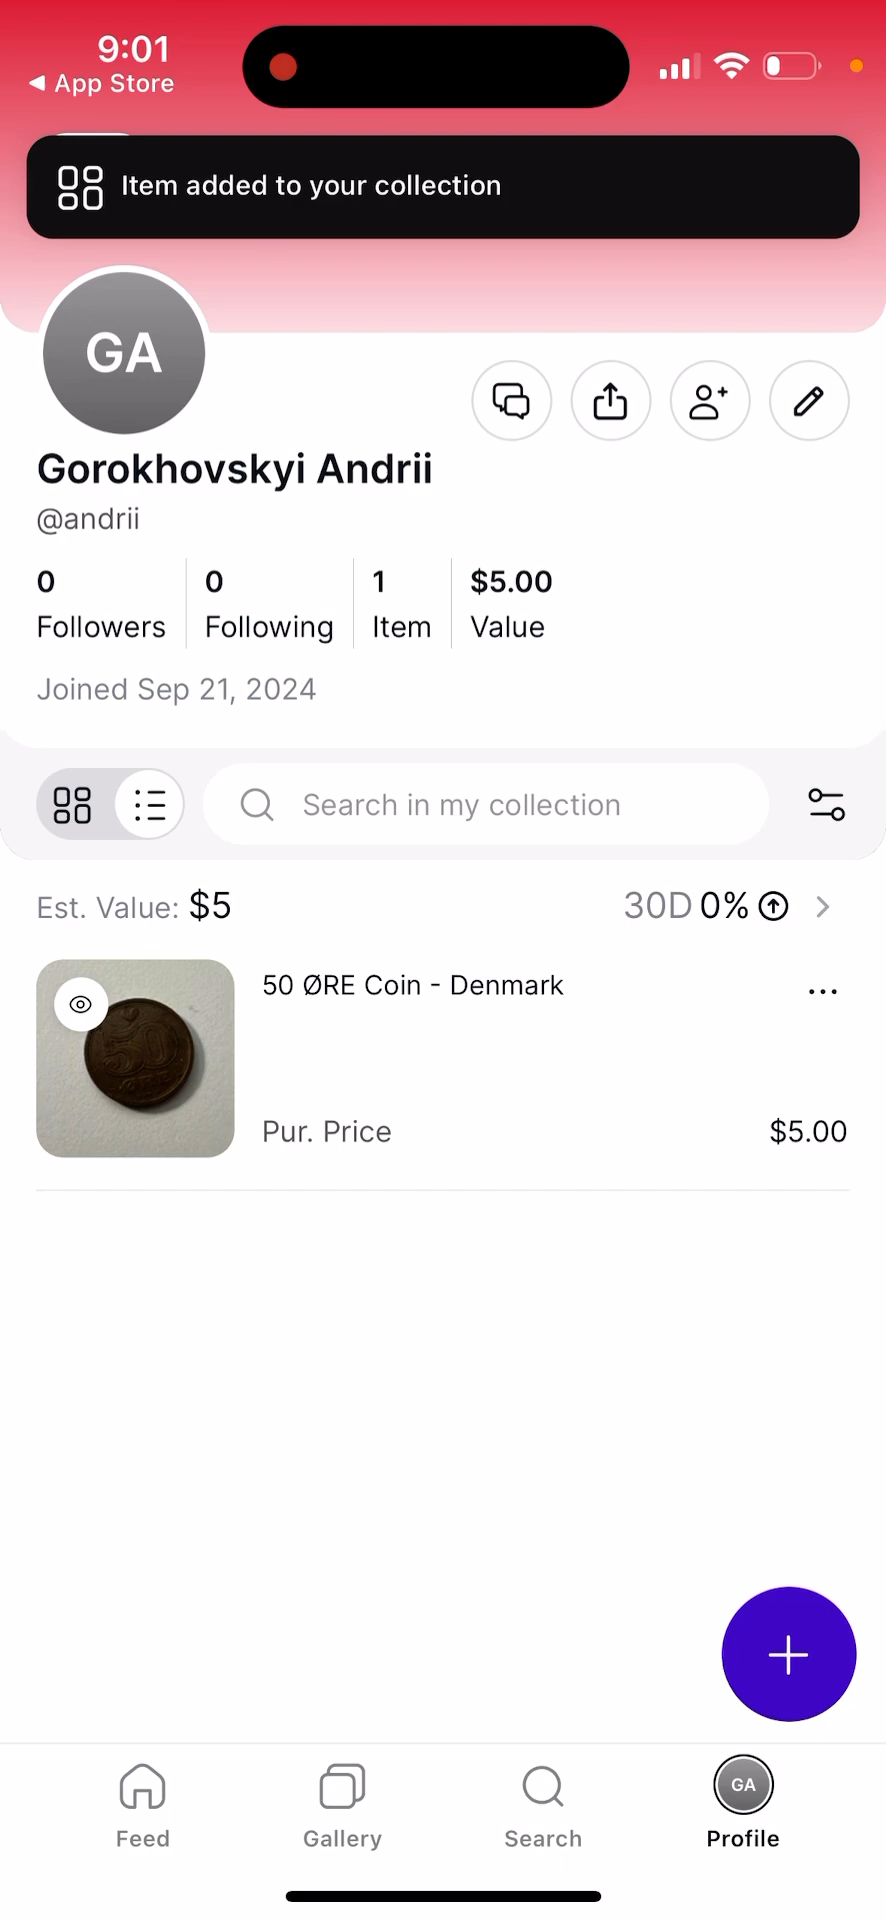 9:01
◀ App Store
Item added to your collection
GA
Gorokhovskyi Andrii
@andrii
0 Followers
0 Following
1 Item
$5.00 Value
Joined Sep 21, 2024
Search in my collection
Est. Value: $5
30D 0%
50 ØRE Coin - Denmark
50
ØRE
Pur. Price
$5.00
Feed
Gallery
Search
GA
Profile